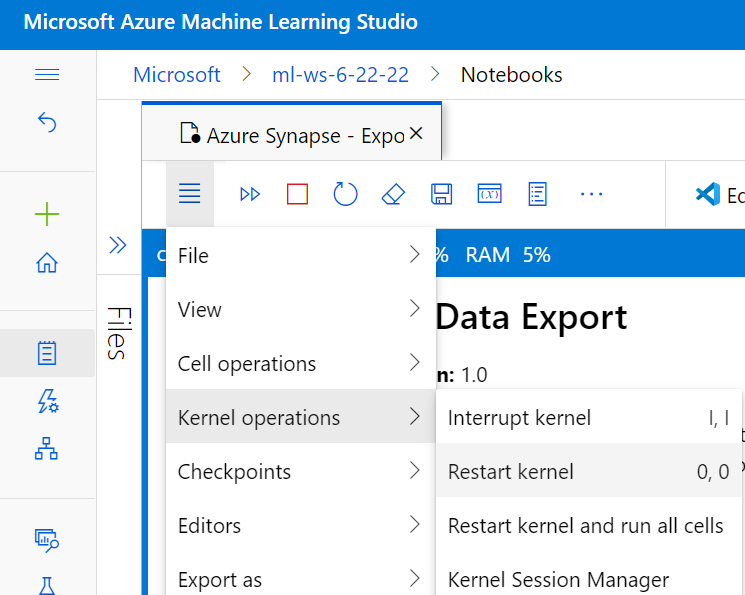 Microsoft Azure Machine Learning Studio
Microsoft > ml-ws-6-22-22 > Notebooks
Azure Synapse - Expo
Files
% RAM 5%
Data Export
n: 1.0
File
View
Cell operations
Kernel operations
Checkpoints
Editors
Export as
Interrupt kernel I, I
Restart kernel 0, 0
Restart kernel and run all cells
Kernel Session Manager